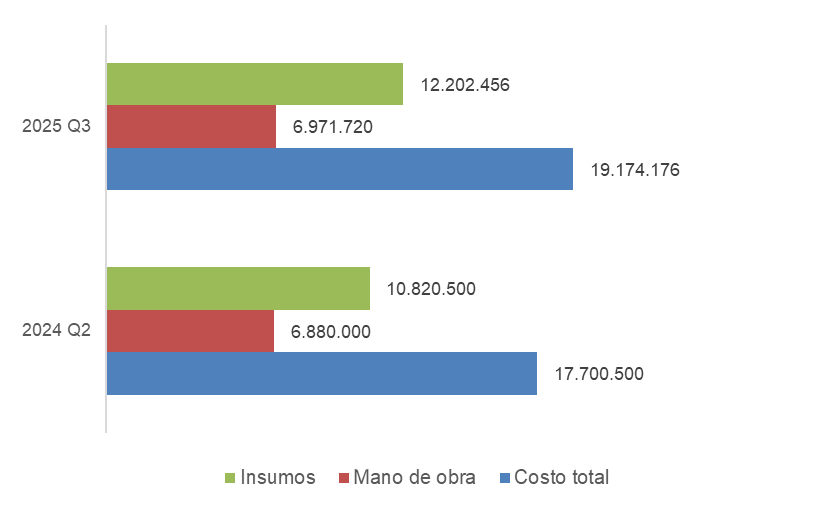 12.202.456
2025 Q3
6.971.720
19.174.176
10.820.500
2024 Q2
6.880.000
17.700.500
Insumos Mano de obra Costo total